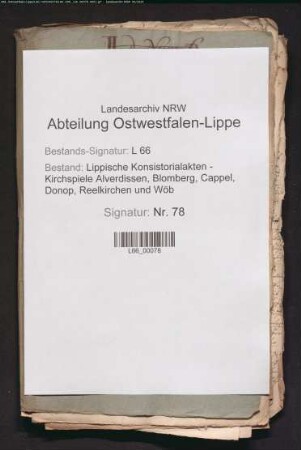 Landesarchiv NRW
Abteilung Ostwestfalen-Lippe
Bestands-Signatur: L 66
Bestand: Lippische Konsistorialakten -
Kirchspiele Alverdissen, Blomberg, Cappel,
Donop, Reelkirchen und Wöb
Signatur: Nr. 78
L66_00078